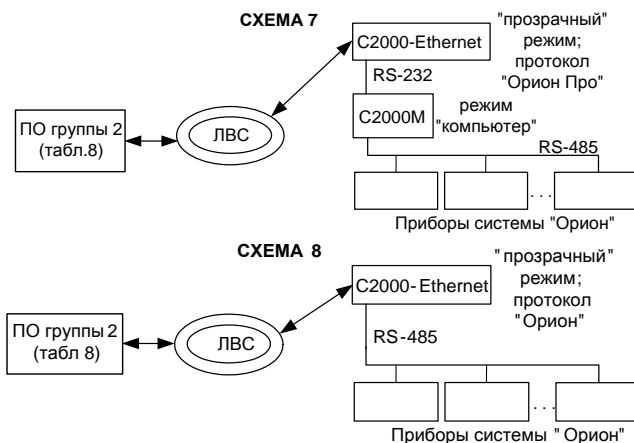 СХЕМА 7
С2000-Ethernet
"прозрачный"
режим;
протокол
"Орион Про"
RS-232
ПО группы 2
(табл.8)
ЛВС
С2000М
режим
"компьютер"
RS-485
...
Приборы системы "Орион"
СХЕМА 8
С2000- Ethernet
"прозрачный"
режим;
протокол
"Орион"
ПО группы 2
(табл 8)
ЛВС
RS-485
...
Приборы системы " Орион"